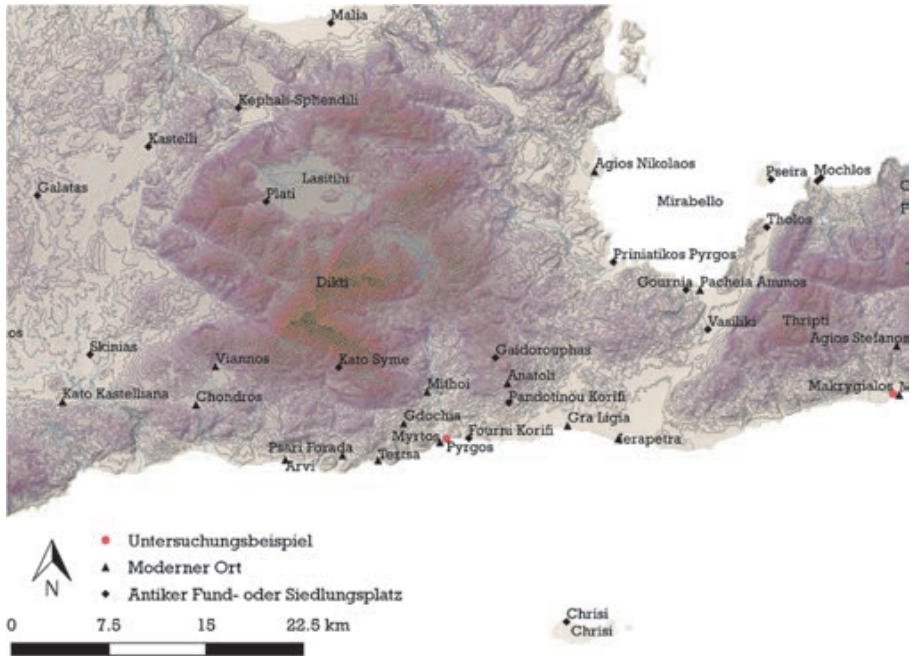 Malia
Kephali-Sphendili
Kastelli
Agios Nikolaos
Pseira
Mochlos
Galatas
Lasitihi
Plati
Mirabello
Tholos
Priniatikos Pyrgos
Dikti
Gournia
Pacheia Ammos
os
Vasiliki
Thripti
Skinias
Agios Stefanos
Viannos
Kato Syme
Gaidorouphas
Anatoli
Makrygialos
M
Kato Kastelliana
Chondros
Mithoi
Pandotinou Korifi
Gdochia
Gra Ligia
Psari Forada
Myrtos
Fourni Korifi
Ierapetra
Arvi
Tertsa
Pyrgos
Untersuchungsbeispiel
Moderner Ort
N
Antiker Fund- oder Siedlungsplatz
0 7.5 15 22.5 km
Chrisi
Chrisi